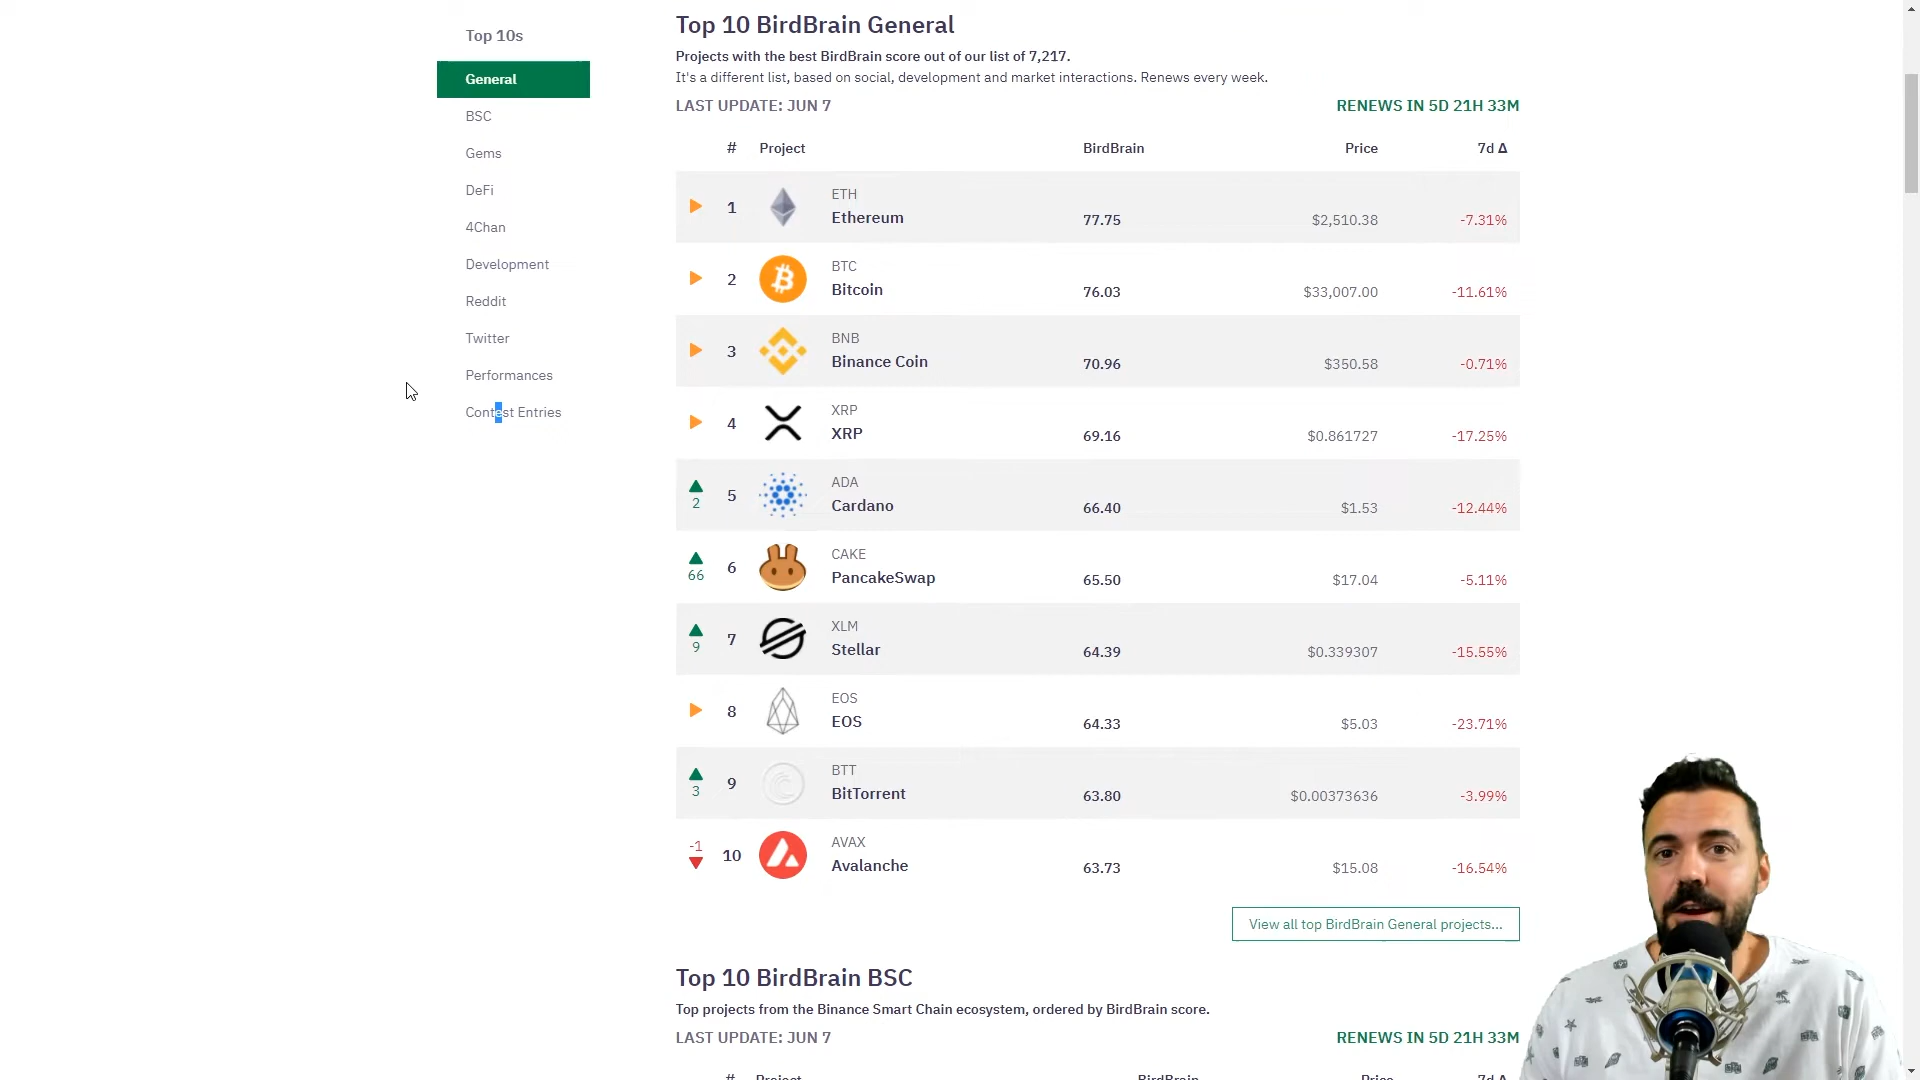 Top 10s
General
BSC
Gems
DeFi
4Chan
Development
Reddit
Twitter
Performances
Contest Entries
Top 10 BirdBrain General
Projects with the best BirdBrain score out of our list of 7,217.
It's a different list, based on social, development and market interactions. Renews every week.
LAST UPDATE: JUN 7 RENEWS IN 5D 21H 33M
# Project BirdBrain Price 7d Δ
ETH
1 Ethereum 77.75 $2,510.38 -7.31%
BTC
2 Bitcoin 76.03 $33,007.00 -11.61%
BNB
3 Binance Coin 70.96 $350.58 -0.71%
XRP
4 XRP 69.16 $0.861727 -17.25%
ADA
2 5 Cardano 66.40 $1.53 -12.44%
CAKE
66 6 PancakeSwap 65.50 $17.04 -5.11%
XLM
9 7 Stellar 64.39 $0.339307 -15.55%
EOS
8 EOS 64.33 $5.03 -23.71%
BTT
3 9 BitTorrent 63.80 $0.00373636 -3.99%
AVAX
-1 10 Avalanche 63.73 $15.08 -16.54%
View all top BirdBrain General projects...
Top 10 BirdBrain BSC
Top projects from the Binance Smart Chain ecosystem, ordered by BirdBrain score.
LAST UPDATE: JUN 7 RENEWS IN 5D 21H 33M
# Project BirdBrain Price 7d Δ